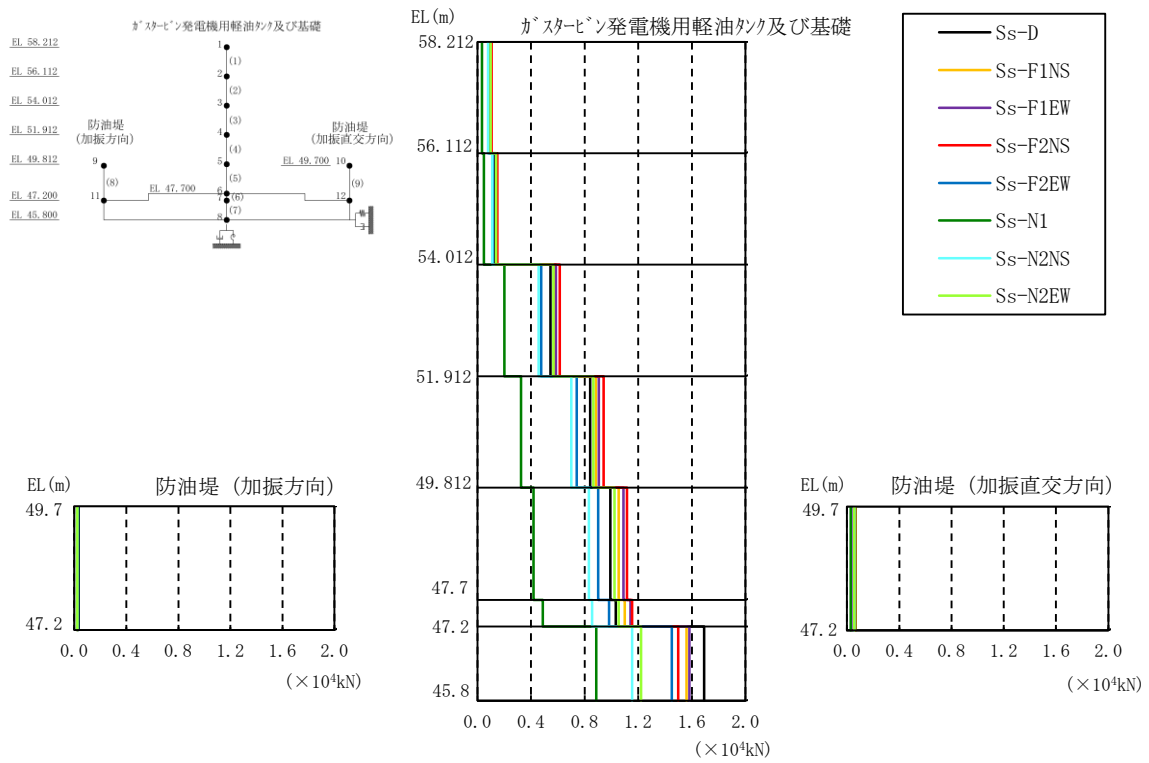 ｶﾞｽﾀｰﾋﾞﾝ発電機用軽油ﾀﾝｸ及び基礎
EL 58.212
EL 56.112
EL 54.012
EL 51.912
EL 49.812
EL 47.200
EL 45.800
1
(1)
2
(2)
3
(3)
4
(4)
5
(5)
6
(6)
7
(7)
8
防油堤
(加振方向)
9
(8)
11
EL 47.700
防油堤
(加振直交方向)
EL 49.700
10
(9)
12
EL(m)
ｶﾞｽﾀｰﾋﾞﾝ発電機用軽油ﾀﾝｸ及び基礎
58.212
56.112
54.012
51.912
49.812
47.7
47.2
45.8
0.0 0.4 0.8 1.2 1.6 2.0
(×10⁴kN)
Ss-D
Ss-F1NS
Ss-F1EW
Ss-F2NS
Ss-F2EW
Ss-N1
Ss-N2NS
Ss-N2EW
EL(m)
防油堤 (加振方向)
49.7
47.2
0.0 0.4 0.8 1.2 1.6 2.0
(×10⁴kN)
EL(m)
防油堤 (加振直交方向)
49.7
47.2
0.0 0.4 0.8 1.2 1.6 2.0
(×10⁴kN)